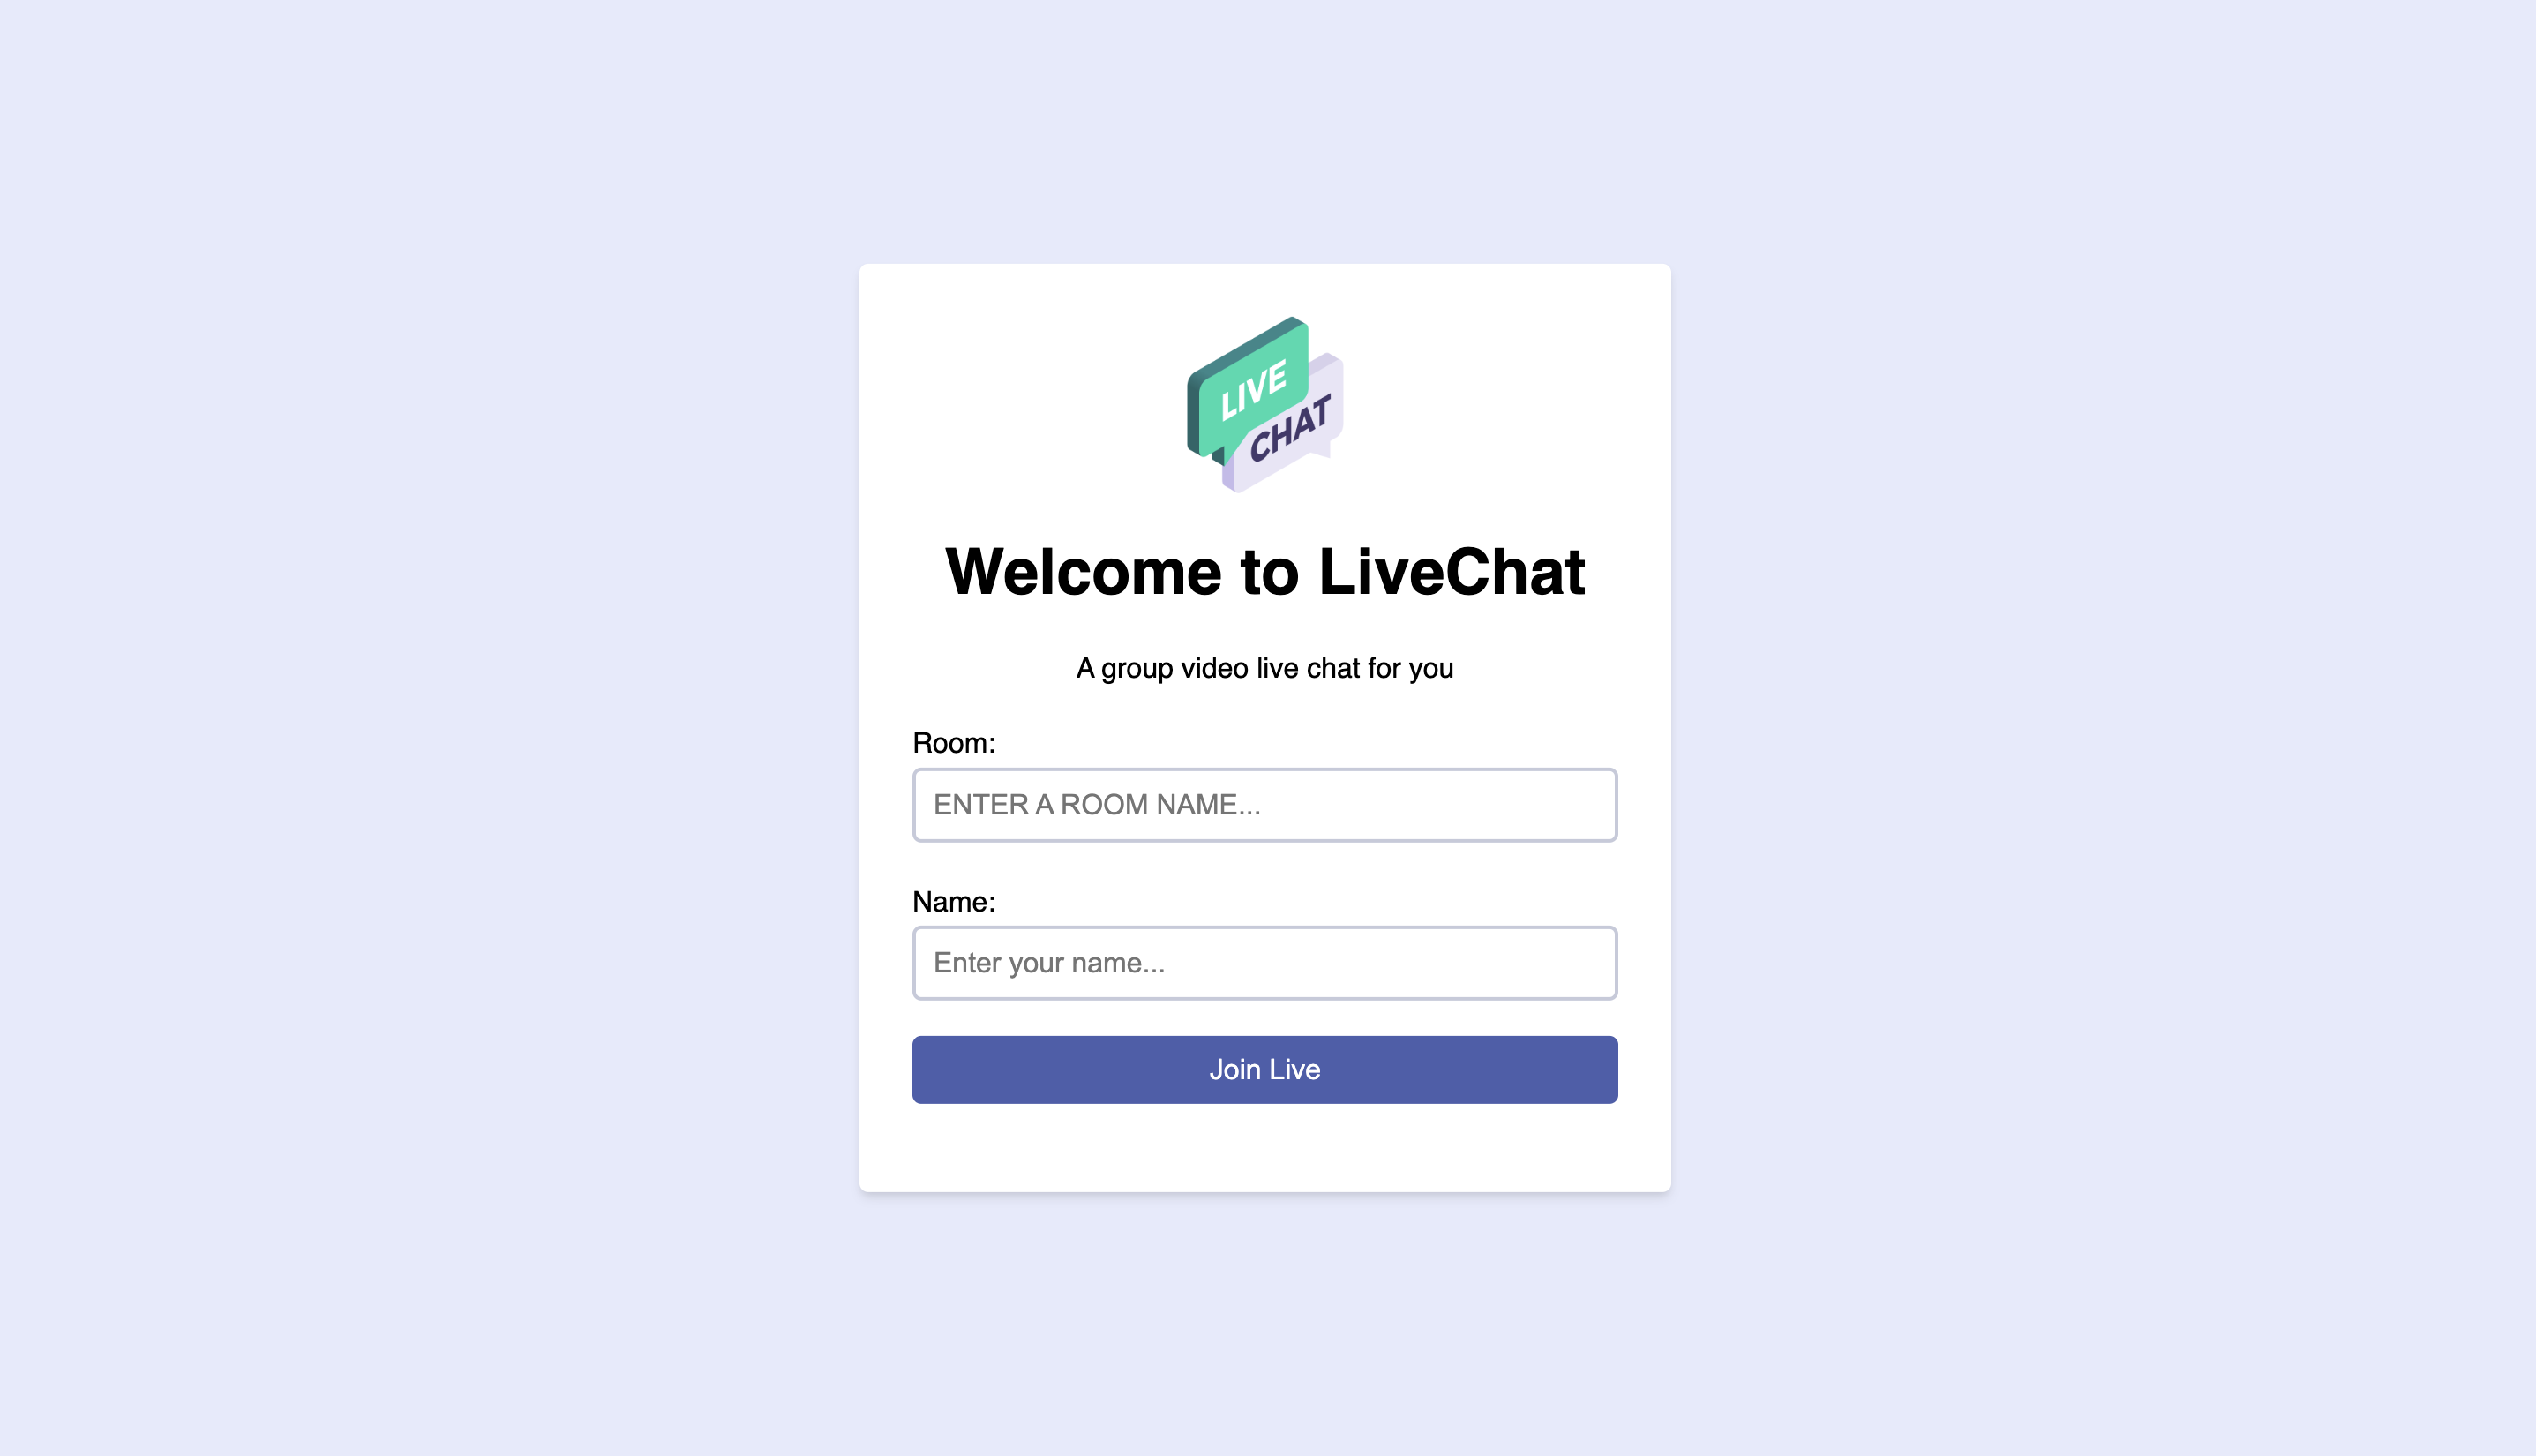 LIVE
CHAT
Welcome to LiveChat
A group video live chat for you
Room:
ENTER A ROOM NAME...
Name:
Enter your name...
Join Live